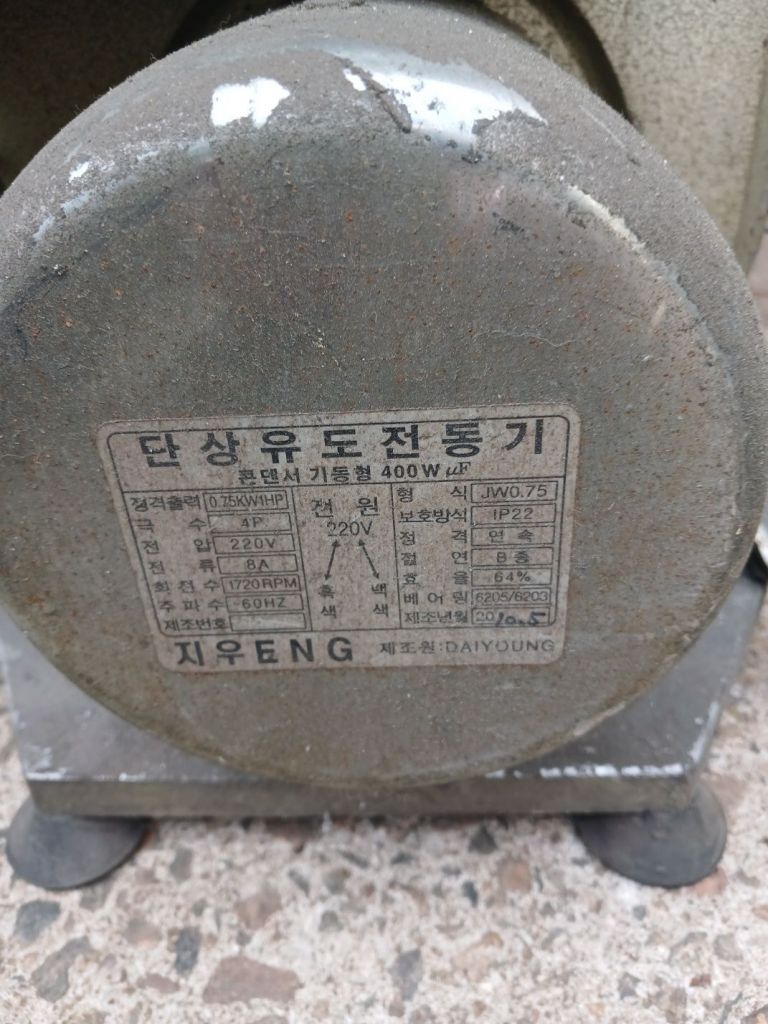 단상유도전동기
콘덴서 기동형 400W µF
정격출력 0.75KW1HP
극 수 4P
전 압 220V
전 류 8A
회전수 1720RPM
주파수 60HZ
제조번호
전 원
220V
흑색 백색
형 식 JW0.75
보호방식 IP22
정 격 연 속
절 연 B 종
효 율 64%
베어링 6205/6203
제조년월 2010.5
지우ENG 제조원:DAIYOUNG